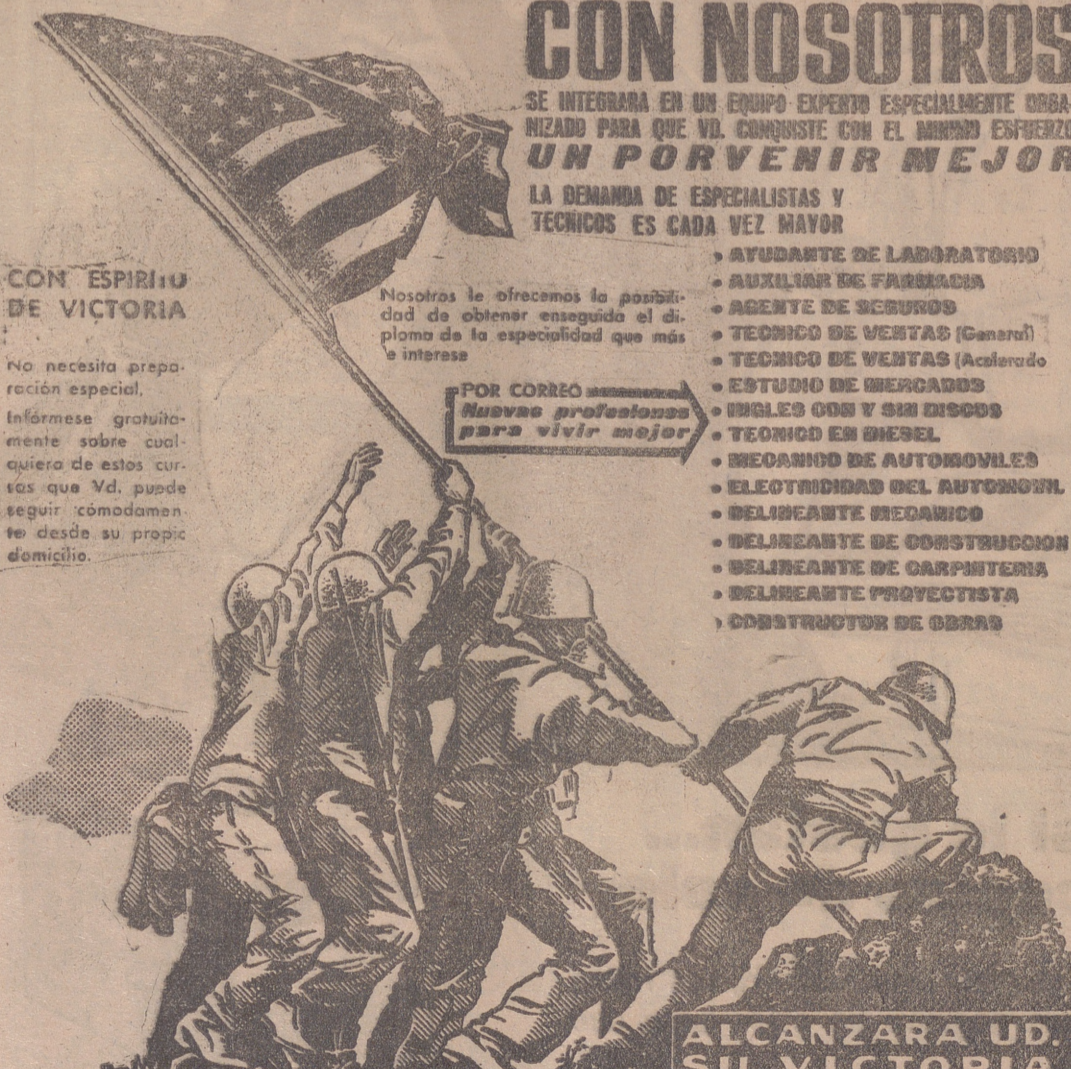 CON NOSOTROS
SE INTEGRARA EN UN EQUIPO EXPERTO ESPECIALMENTE ORGA-
NIZADO PARA QUE VD. CONQUISTE CON EL MINIMO ESFUERZO
UN PORVENIR MEJOR
LA DEMANDA DE ESPECIALISTAS Y
TECNICOS ES CADA VEZ MAYOR
• AYUDANTE DE LABORATORIO
• AUXILIAR DE FARMACIA
• AGENTE DE SEGUROS
• TECNICO DE VENTAS (General)
• TECNICO DE VENTAS (Acelerado
• ESTUDIO DE MERCADOS
• INGLES CON Y SIN DISCOS
• TECNICO EN DIESEL
• MECANICO DE AUTOMOVILES
• ELECTRICIDAD DEL AUTOMOVIL
• DELINEANTE MECANICO
• DELINEANTE DE CONSTRUCCION
• DELINEANTE DE CARPINTERIA
• DELINEANTE PROYECTISTA
• CONSTRUCTOR DE OBRAS
CON ESPIRITU
DE VICTORIA
No necesita prepa-
ración especial.
Infórmese gratuita-
mente sobre cual-
quiera de estos cur-
sos que Vd. puede
seguir cómodamen-
te desde su propio
domicilio.
Nosotros le ofrecemos la posibili-
dad de obtener enseguida el di-
ploma de la especialidad que más
le interese
POR CORREO
Nuevas profesiones
para vivir mejor
ALCANZARA UD.
SU VICTORIA